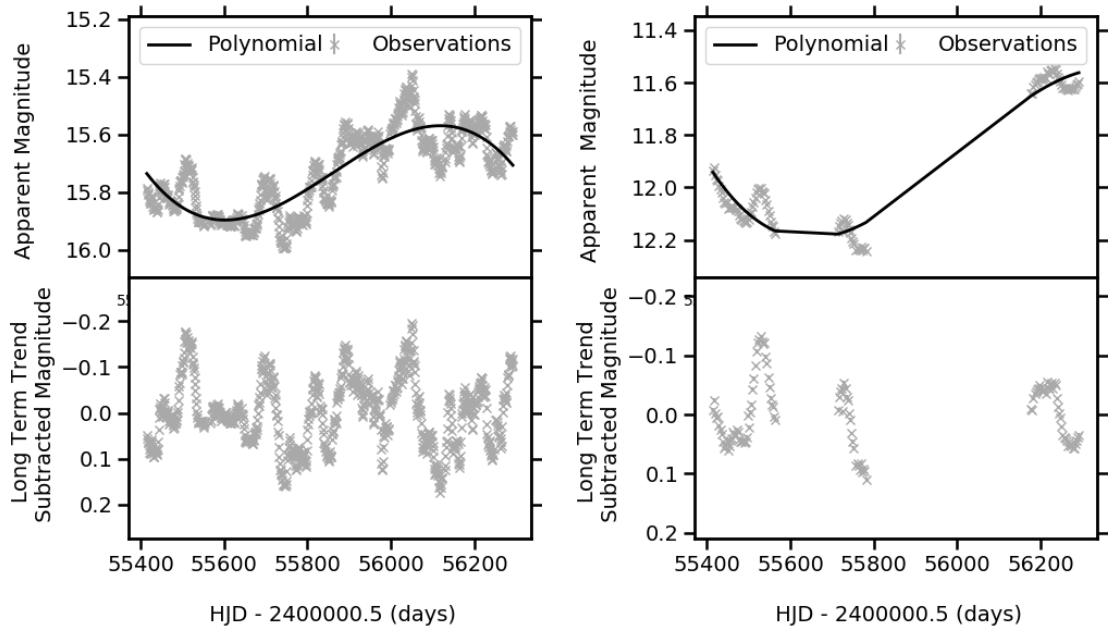 15.2
15.4
15.6
15.8
16.0
Apparent Magnitude
Polynomial Observations
55
−0.2
−0.1
0.0
0.1
0.2
Long Term Trend
Subtracted Magnitude
55400 55600 55800 56000 56200
HJD - 2400000.5 (days)
11.4
11.6
11.8
12.0
12.2
Apparent  Magnitude
Polynomial Observations
55
−0.2
−0.1
0.0
0.1
0.2
Long Term Trend
Subtracted Magnitude
55400 55600 55800 56000 56200
HJD - 2400000.5 (days)